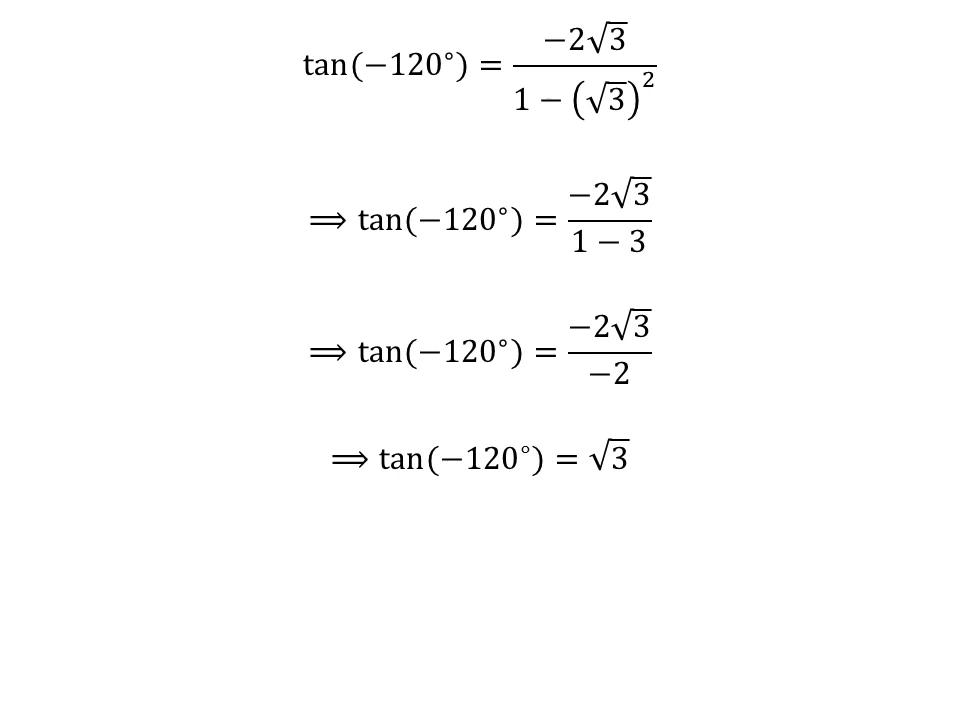 tan(−120°) = −2√3 / 1 − (√3)²
⟹ tan(−120°) = −2√3 / 1 − 3
⟹ tan(−120°) = −2√3 / −2
⟹ tan(−120°) = √3